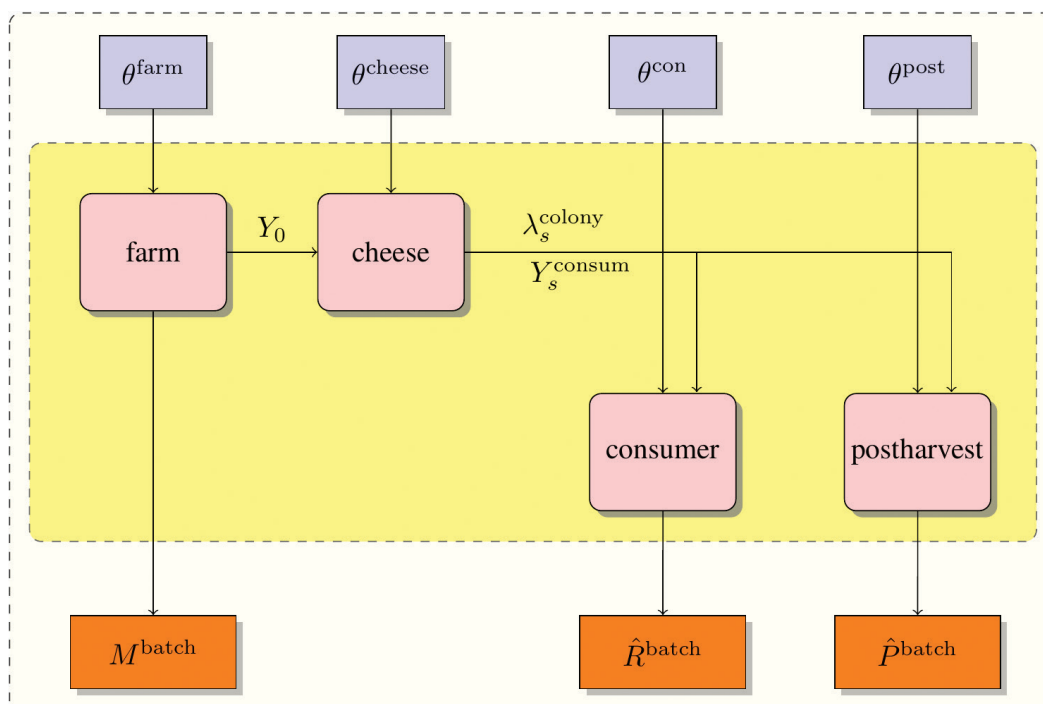 θ^farm θ^cheese θ^con θ^post
farm
Y_0
cheese
λ_s^colony
Y_s^consum
consumer postharvest
M^batch R̂^batch P̂^batch